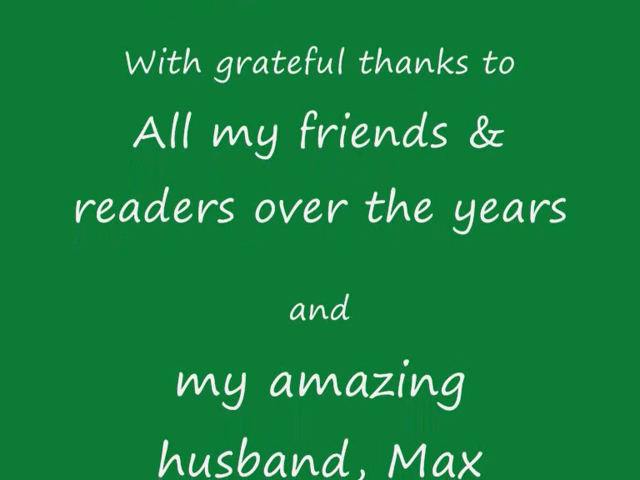 With grateful thanks to
All my friends &
readers over the years
and
my amazing
husband, Max